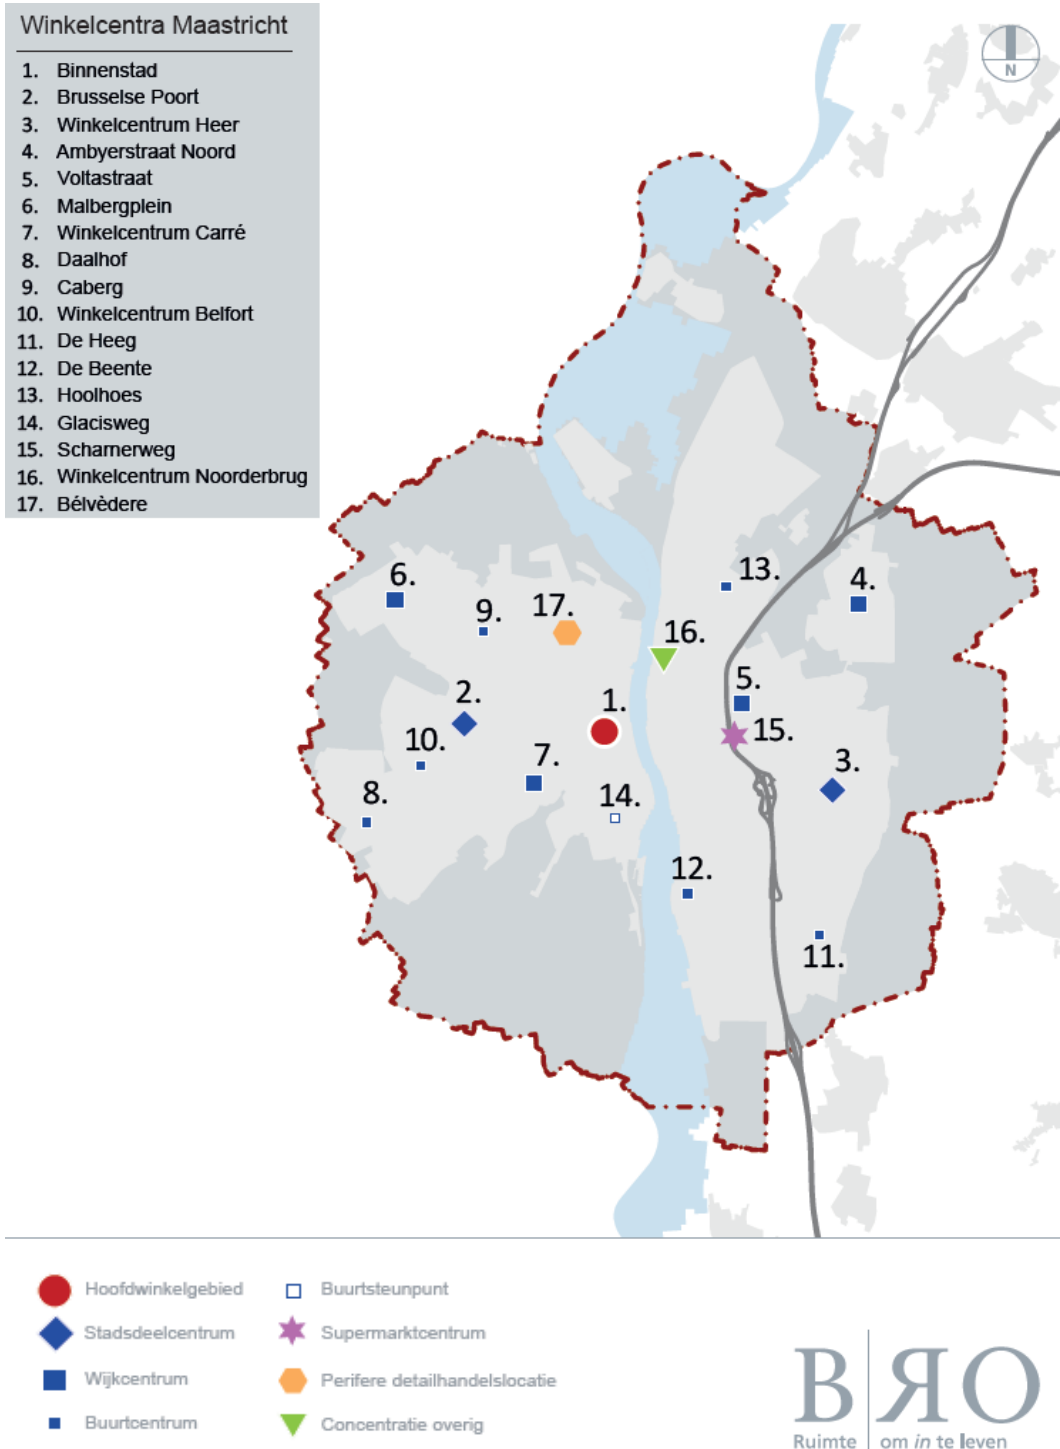 Winkelcentra Maastricht
1. Binnenstad
2. Brusselse Poort
3. Winkelcentrum Heer
4. Ambyerstraat Noord
5. Voltastraat
6. Malbergplein
7. Winkelcentrum Carré
8. Daalhof
9. Caberg
10. Winkelcentrum Belfort
11. De Heeg
12. De Beente
13. Hoolhoes
14. Glacisweg
15. Scharnerweg
16. Winkelcentrum Noorderbrug
17. Bélvèdere
N
13.
4.
6.
9.
17.
16.
5.
2.
1.
15.
10.
7.
3.
8.
14.
12.
11.
Hoofdwinkelgebied
Stadsdeelcentrum
Wijkcentrum
Buurtcentrum
Buurtsteunpunt
Supermarktcentrum
Perifere detailhandelslocatie
Concentratie overig
BRO
Ruimte om in te leven